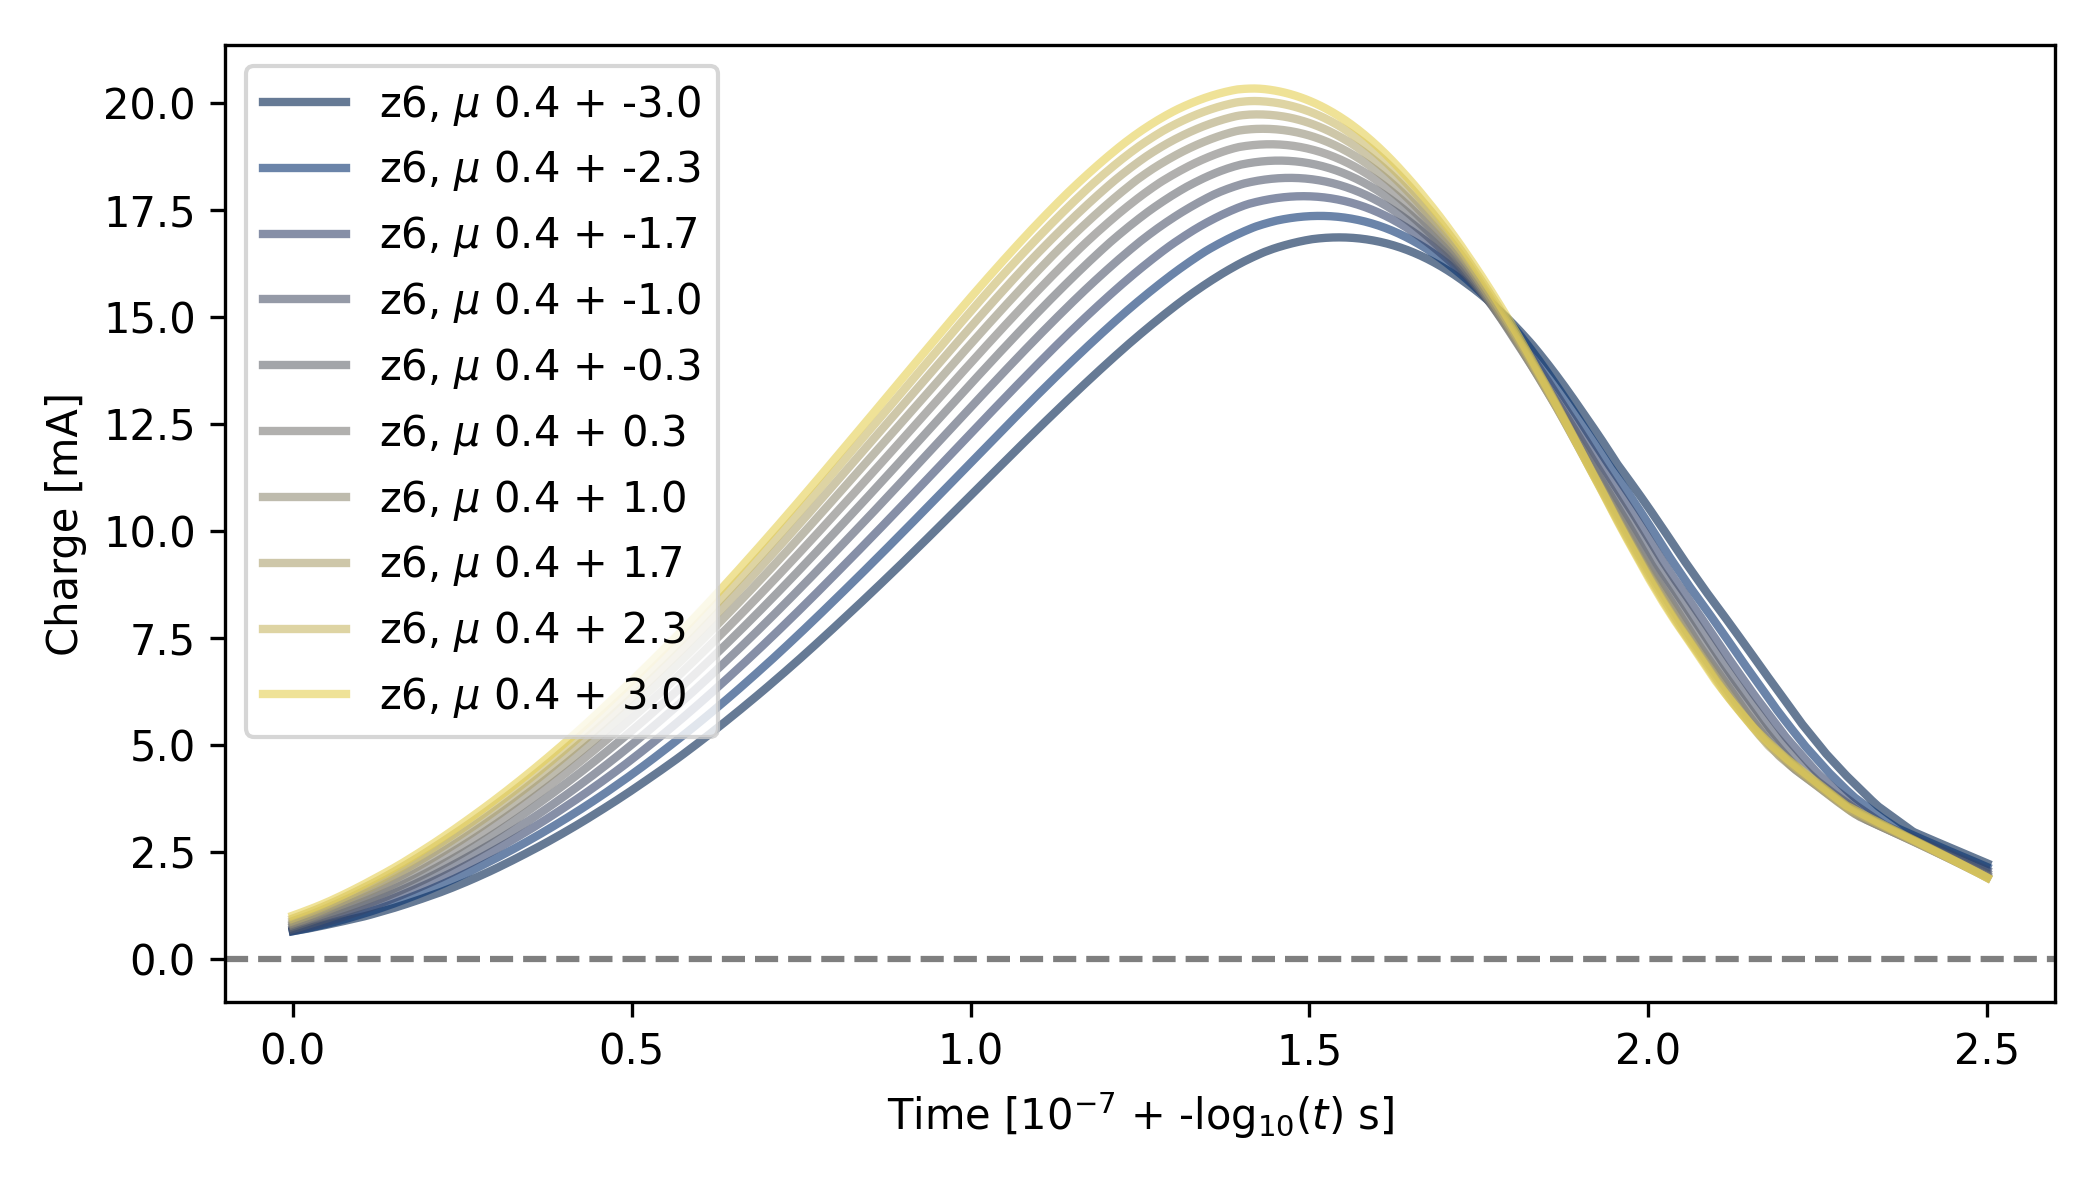 20.0
17.5
15.0
12.5
10.0
7.5
5.0
2.5
0.0
Charge [mA]
z6, μ 0.4 + -3.0
z6, μ 0.4 + -2.3
z6, μ 0.4 + -1.7
z6, μ 0.4 + -1.0
z6, μ 0.4 + -0.3
z6, μ 0.4 + 0.3
z6, μ 0.4 + 1.0
z6, μ 0.4 + 1.7
z6, μ 0.4 + 2.3
z6, μ 0.4 + 3.0
0.0 0.5 1.0 1.5 2.0 2.5
Time [10⁻⁷ + -log₁₀(t) s]